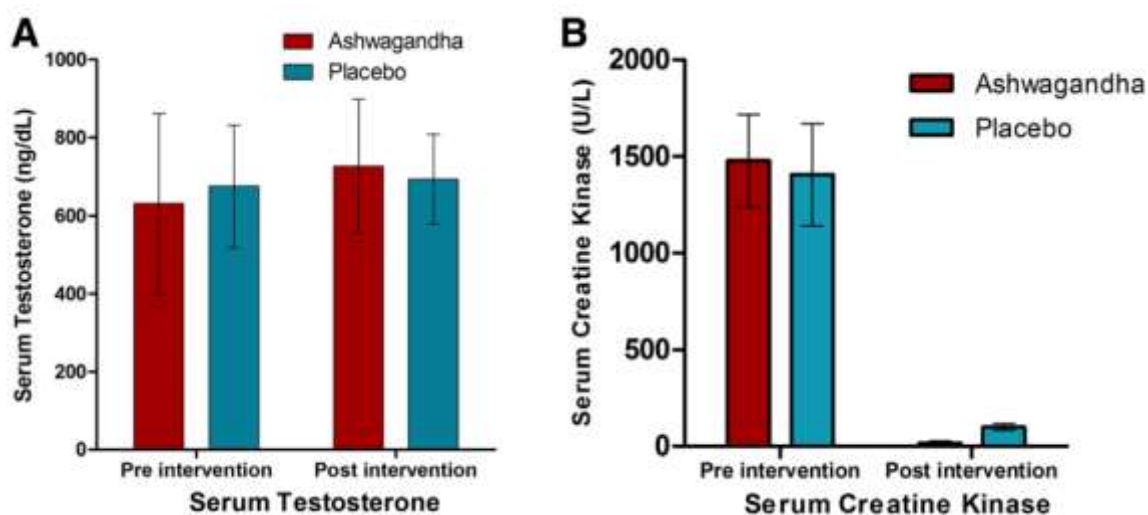 A
Ashwagandha
Placebo
Serum Testosterone (ng/dL)
1000
800
600
400
200
0
Pre intervention
Post intervention
Serum Testosterone
B
Ashwagandha
Placebo
Serum Creatine Kinase (U/L)
2000
1500
1000
500
0
Pre intervention
Post intervention
Serum Creatine Kinase